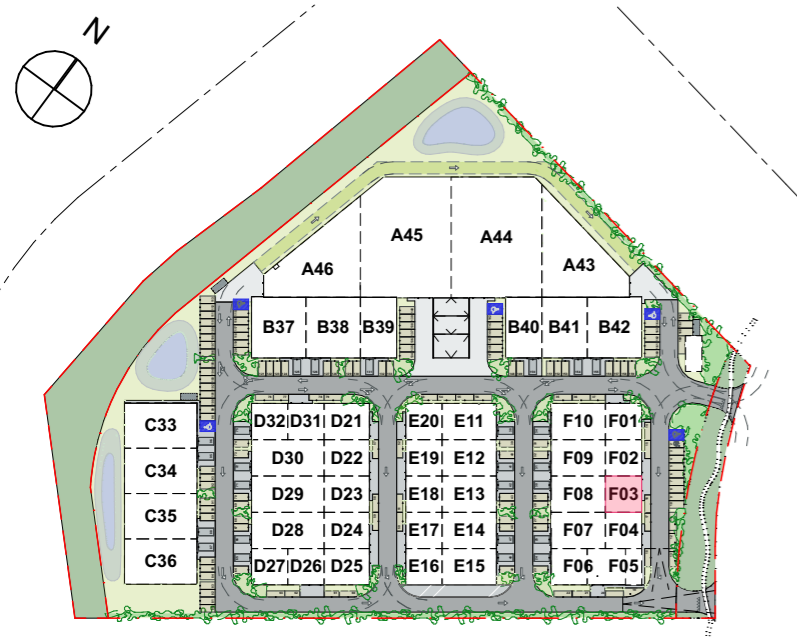 N
A45
A44
A46
A43
B37 B38 B39 B40 B41 B42
D32 D31 D21 E20 E11 F10 F01
C33
D30 D22 E19 E12 F09 F02
C34
D29 D23 E18 E13 F08 F03
C35
D28 D24 E17 E14 F07 F04
C36
D27 D26 D25 E16 E15 F06 F05